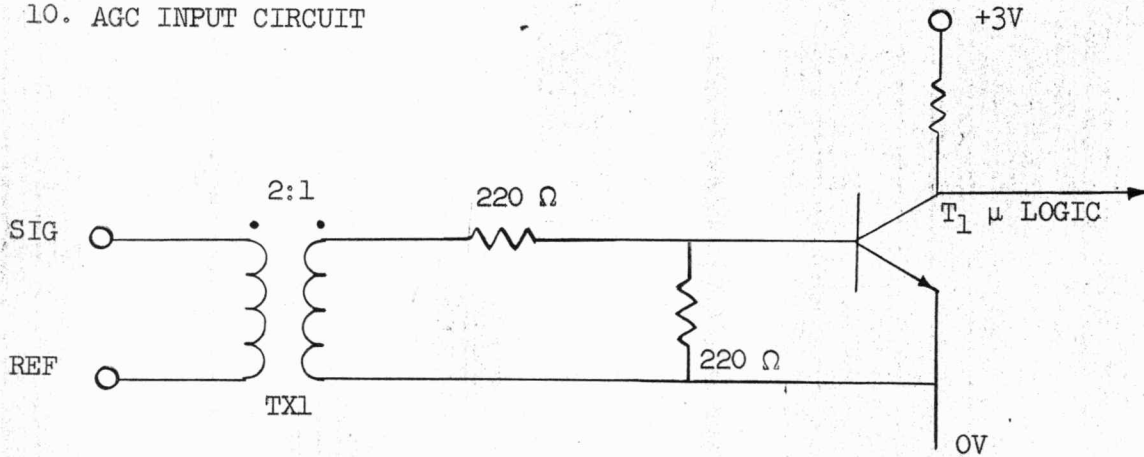 10. AGC INPUT CIRCUIT
+3V
2:1
220 Ω
SIG
T1 μ LOGIC
REF
220 Ω
TX1
0V